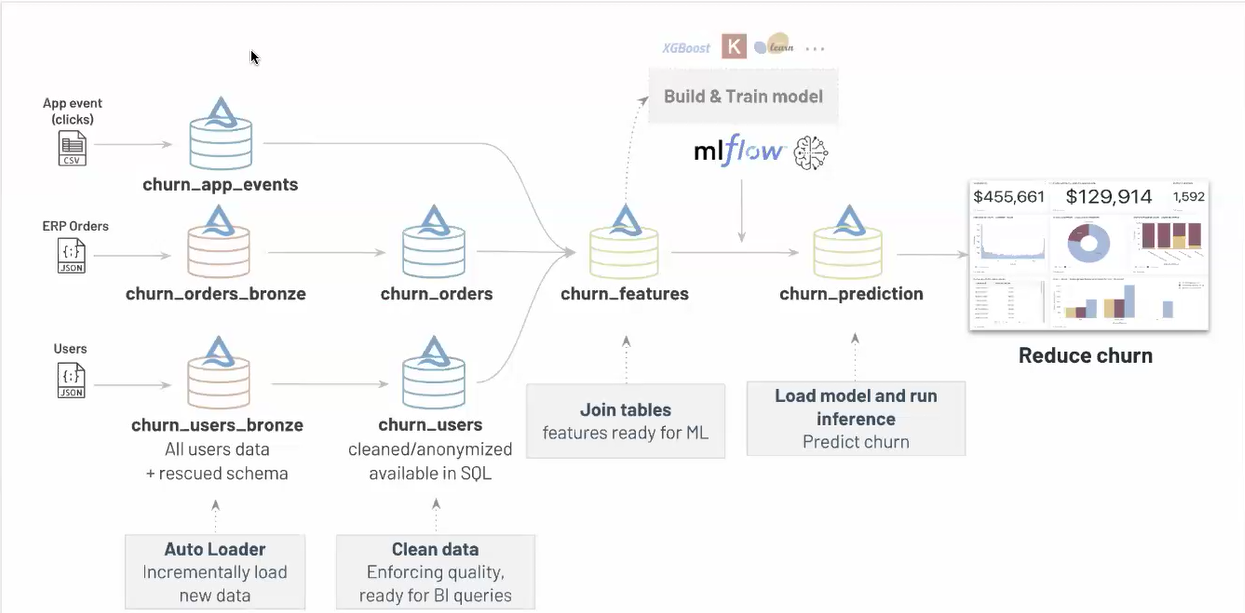 XGBoost K learn ...
Build & Train model
mlflow
App event
(clicks)
CSV
churn_app_events
ERP Orders
{:}
JSON
churn_orders_bronze
churn_orders
churn_features
churn_prediction
$455,661
$129,914
1,592
Reduce churn
Users
{:}
JSON
churn_users_bronze
All users data
+ rescued schema
churn_users
cleaned/anonymized
available in SQL
Join tables
features ready for ML
Load model and run
inference
Predict churn
Auto Loader
Incrementally load
new data
Clean data
Enforcing quality,
ready for BI queries